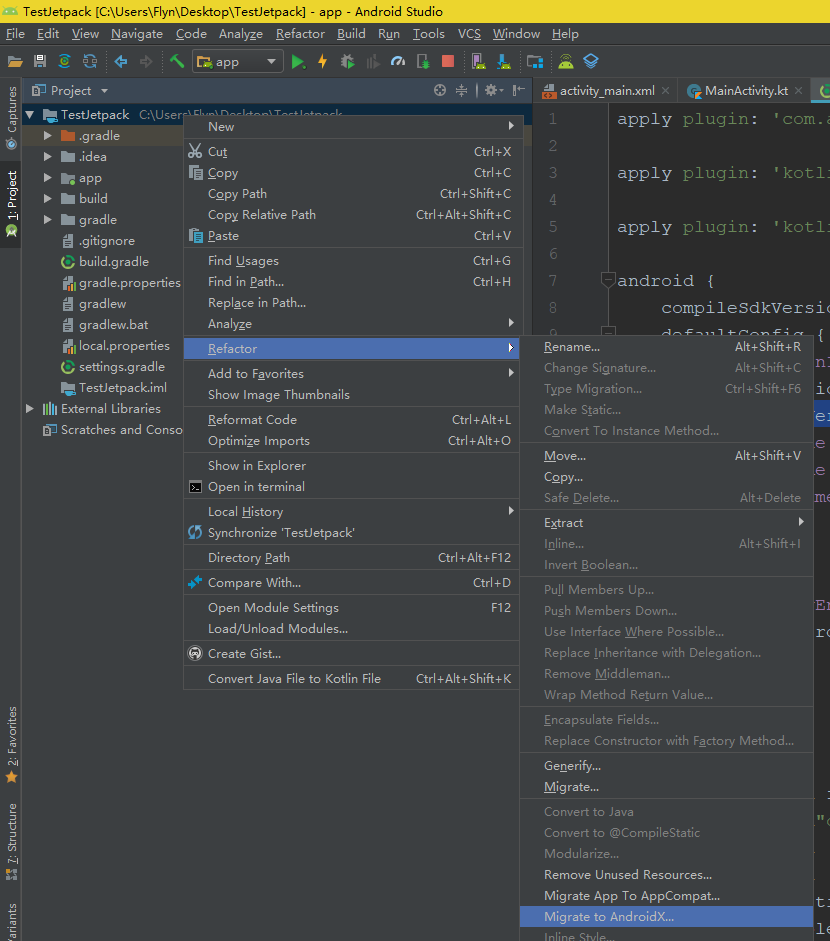 TestJetpack [C:\Users\Flyn\Desktop\TestJetpack] - app - Android Studio
File Edit View Navigate Code Analyze Refactor Build Run Tools VCS Window Help
app
Project
activity_main.xml
MainActivity.kt
Captures
1: Project
2: Favorites
7: Structure
TestJetpack C:\Users\Flyn\Desktop\TestJetpack
.gradle
.idea
app
build
gradle
.gitignore
build.gradle
gradle.properties
gradlew
gradlew.bat
local.properties
settings.gradle
TestJetpack.iml
External Libraries
Scratches and Conso
New
Cut Ctrl+X
Copy Ctrl+C
Copy Path Ctrl+Shift+C
Copy Relative Path Ctrl+Alt+Shift+C
Paste Ctrl+V
Find Usages Ctrl+G
Find in Path... Ctrl+H
Replace in Path...
Analyze
Refactor
Add to Favorites
Show Image Thumbnails
Reformat Code Ctrl+Alt+L
Optimize Imports Ctrl+Alt+O
Show in Explorer
Open in terminal
Local History
Synchronize 'TestJetpack'
Directory Path Ctrl+Alt+F12
Compare With... Ctrl+D
Open Module Settings F12
Load/Unload Modules...
Create Gist...
Convert Java File to Kotlin File Ctrl+Alt+Shift+K
Rename... Alt+Shift+R
Change Signature... Alt+Shift+C
Type Migration... Ctrl+Shift+F6
Make Static...
Convert To Instance Method...
Move... Alt+Shift+V
Copy...
Safe Delete... Alt+Delete
Extract
Inline... Alt+Shift+I
Invert Boolean...
Pull Members Up...
Push Members Down...
Use Interface Where Possible...
Replace Inheritance with Delegation...
Remove Middleman...
Wrap Method Return Value...
Encapsulate Fields...
Replace Constructor with Factory Method...
Generify...
Migrate...
Convert to Java
Convert to @CompileStatic
Modularize...
Remove Unused Resources...
Migrate App To AppCompat...
Migrate to AndroidX...
Inline Style...
1 apply plugin: 'com.a
2
3 apply plugin: 'kotli
4
5 apply plugin: 'kotli
6
7 android {
8 compileSdkVersio
9 defaultConfig {